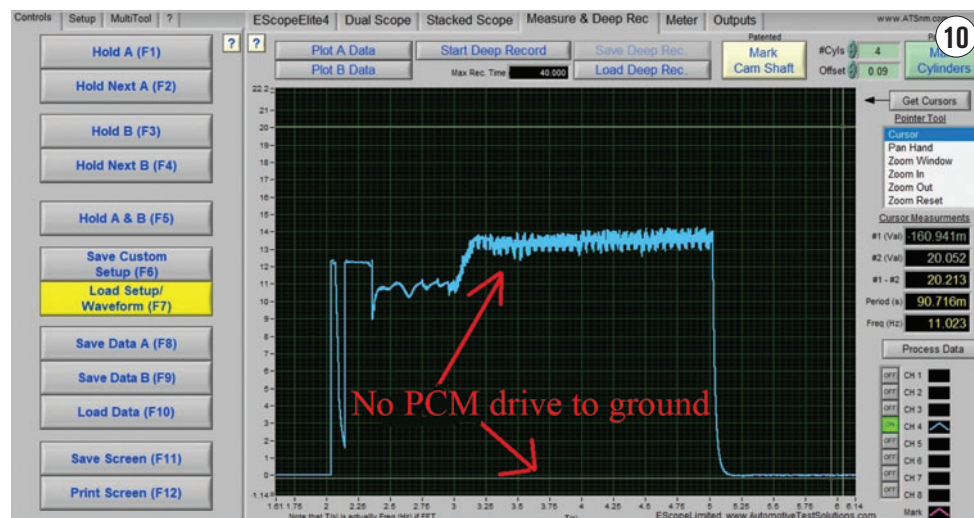 Controls Setup MultiTool ?
EScopeElite4 Dual Scope Stacked Scope Measure & Deep Rec Meter Outputs
www.ATSnm.com
10
Hold A (F1)
Hold Next A (F2)
Hold B (F3)
Hold Next B (F4)
Hold A & B (F5)
Save Custom
Setup (F6)
Load Setup/
Waveform (F7)
Save Data A (F8)
Save Data B (F9)
Load Data (F10)
Save Screen (F11)
Print Screen (F12)
? ?
Plot A Data Start Deep Record Save Deep Rec.
Plot B Data Max Rec. Time 40.000 Load Deep Rec.
Patented
Mark
Cam Shaft
#Cyls 4
Offset 0.09
Cylinders
Get Cursors
Pointer Tool
Cursor
Pan Hand
Zoom Window
Zoom In
Zoom Out
Zoom Reset
Cursor Measurments
#1 (Val) -160.941m
#2 (Val) 20.052
#1 - #2 20.213
Period (s) 90.716m
Freq (Hz) 11.023
Process Data
OFF CH 1
OFF CH 2
OFF CH 3
ON CH 4
OFF CH 5
OFF CH 6
OFF CH 7
OFF CH 8
Mark
22.2
21
20
19
18
16
15
14
13
12
11
10
9
8
7
6
5
4
3
2
1
0
-1.14
No PCM drive to ground
1.61 1.75 2 2.25 2.5 2.75 3 3.25 3.5 3.75 4 4.25 4.5 4.75 5 5.25 5.5 5.75 6 6.14
Note that T(s) is actually Freq (Hz) if FFT T(s) EScopeLimited, www.AutomotiveTestSolutions.com